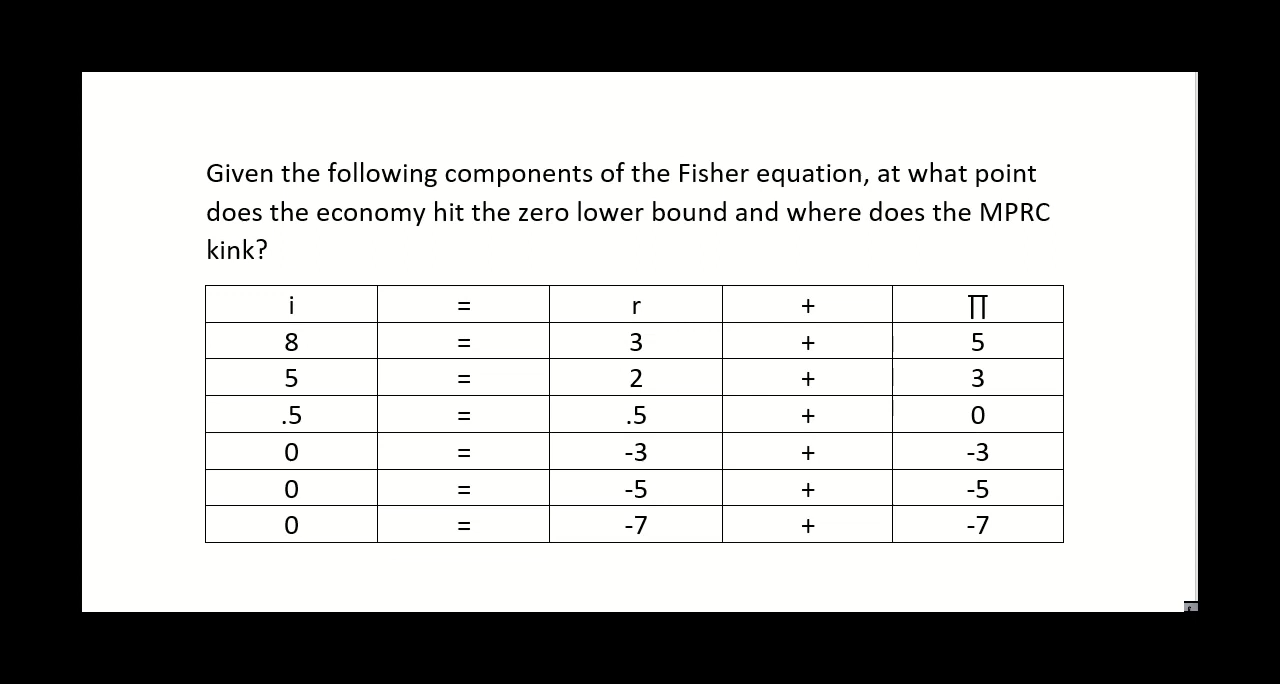 Given the following components of the Fisher equation, at what point
does the economy hit the zero lower bound and where does the MPRC
kink?
i = r + ∏
8 = 3 + 5
5 = 2 + 3
.5 = .5 + 0
0 = -3 + -3
0 = -5 + -5
0 = -7 + -7